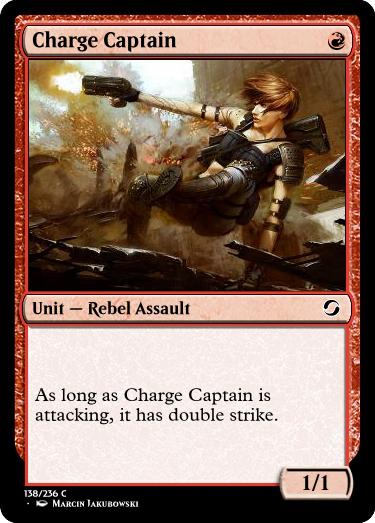 Charge Captain
Unit — Rebel Assault
As long as Charge Captain is
attacking, it has double strike.
1/1
138/236 C
Marcin Jakubowski